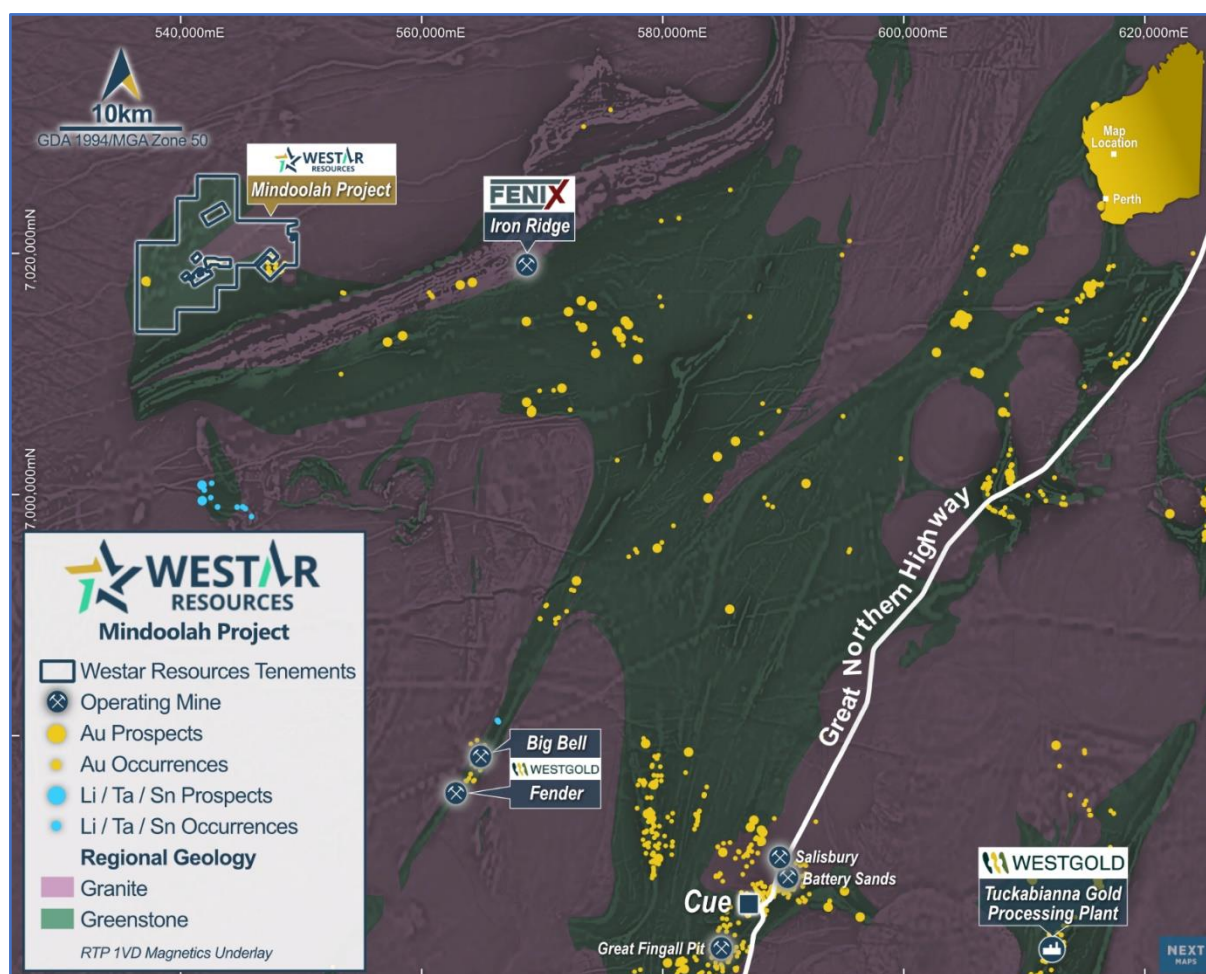 540,000mE
560,000mE
580,000mE
600,000mE
620,000mE
10km
GDA 1994/MGA Zone 50
WESTAR
RESOURCES
Mindoolah Project
FENIX
Iron Ridge
Map
Location
Perth
7,020,000mN
7,000,000mN
Great Northern Highway
WESTAR
RESOURCES
Mindoolah Project
Westar Resources Tenements
Operating Mine
Au Prospects
Au Occurrences
Li / Ta / Sn Prospects
Li / Ta / Sn Occurrences
Regional Geology
Granite
Greenstone
RTP 1VD Magnetics Underlay
Big Bell
WESTGOLD
Fender
Salisbury
Battery Sands
Cue
Great Fingall Pit
WESTGOLD
Tuckabianna Gold
Processing Plant
NEXT
MAPS